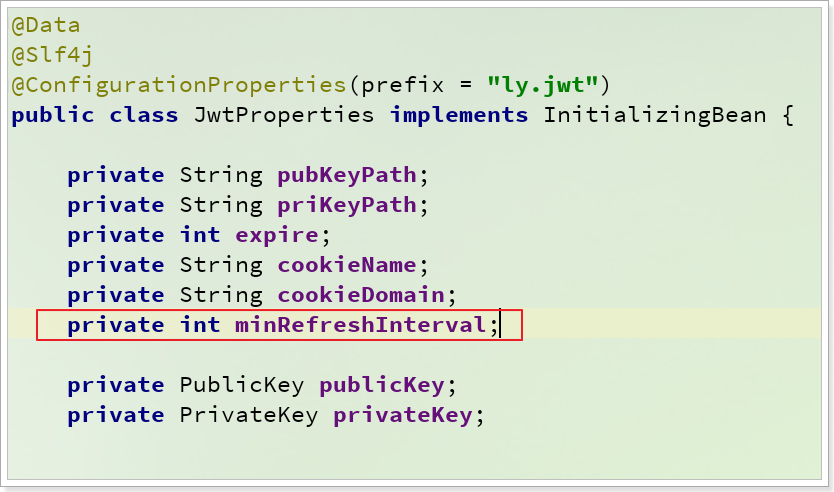 @Data
@Slf4j
@ConfigurationProperties(prefix = "ly.jwt")
public class JwtProperties implements InitializingBean {
private String pubKeyPath;
private String priKeyPath;
private int expire;
private String cookieName;
private String cookieDomain;
private int minRefreshInterval;
private PublicKey publicKey;
private PrivateKey privateKey;